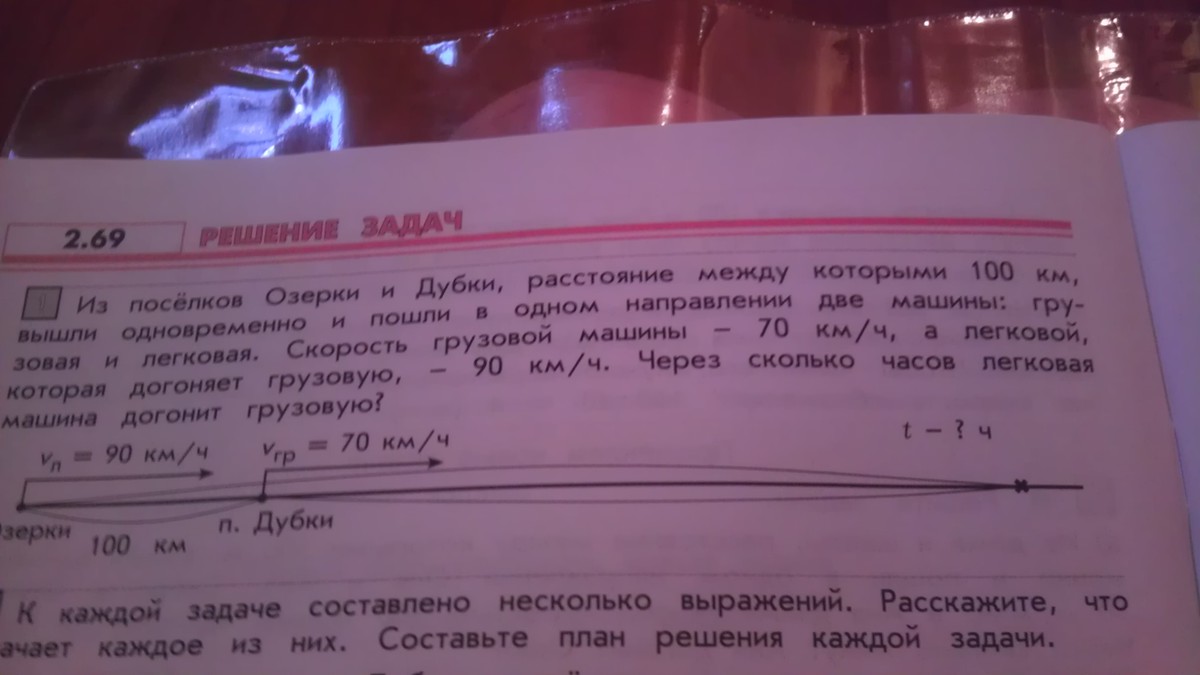 2.69 РЕШЕНИЕ ЗАДАЧ
1 Из посёлков Озерки и Дубки, расстояние между которыми 100 км,
вышли одновременно и пошли в одном направлении две машины: гру-
зовая и легковая. Скорость грузовой машины – 70 км/ч, а легковой,
которая догоняет грузовую, – 90 км/ч. Через сколько часов легковая
машина догонит грузовую?
vл = 90 км/ч vгр = 70 км/ч t – ? ч
зерки п. Дубки
100 км
К каждой задаче составлено несколько выражений. Расскажите, что
ачает каждое из них. Составьте план решения каждой задачи.